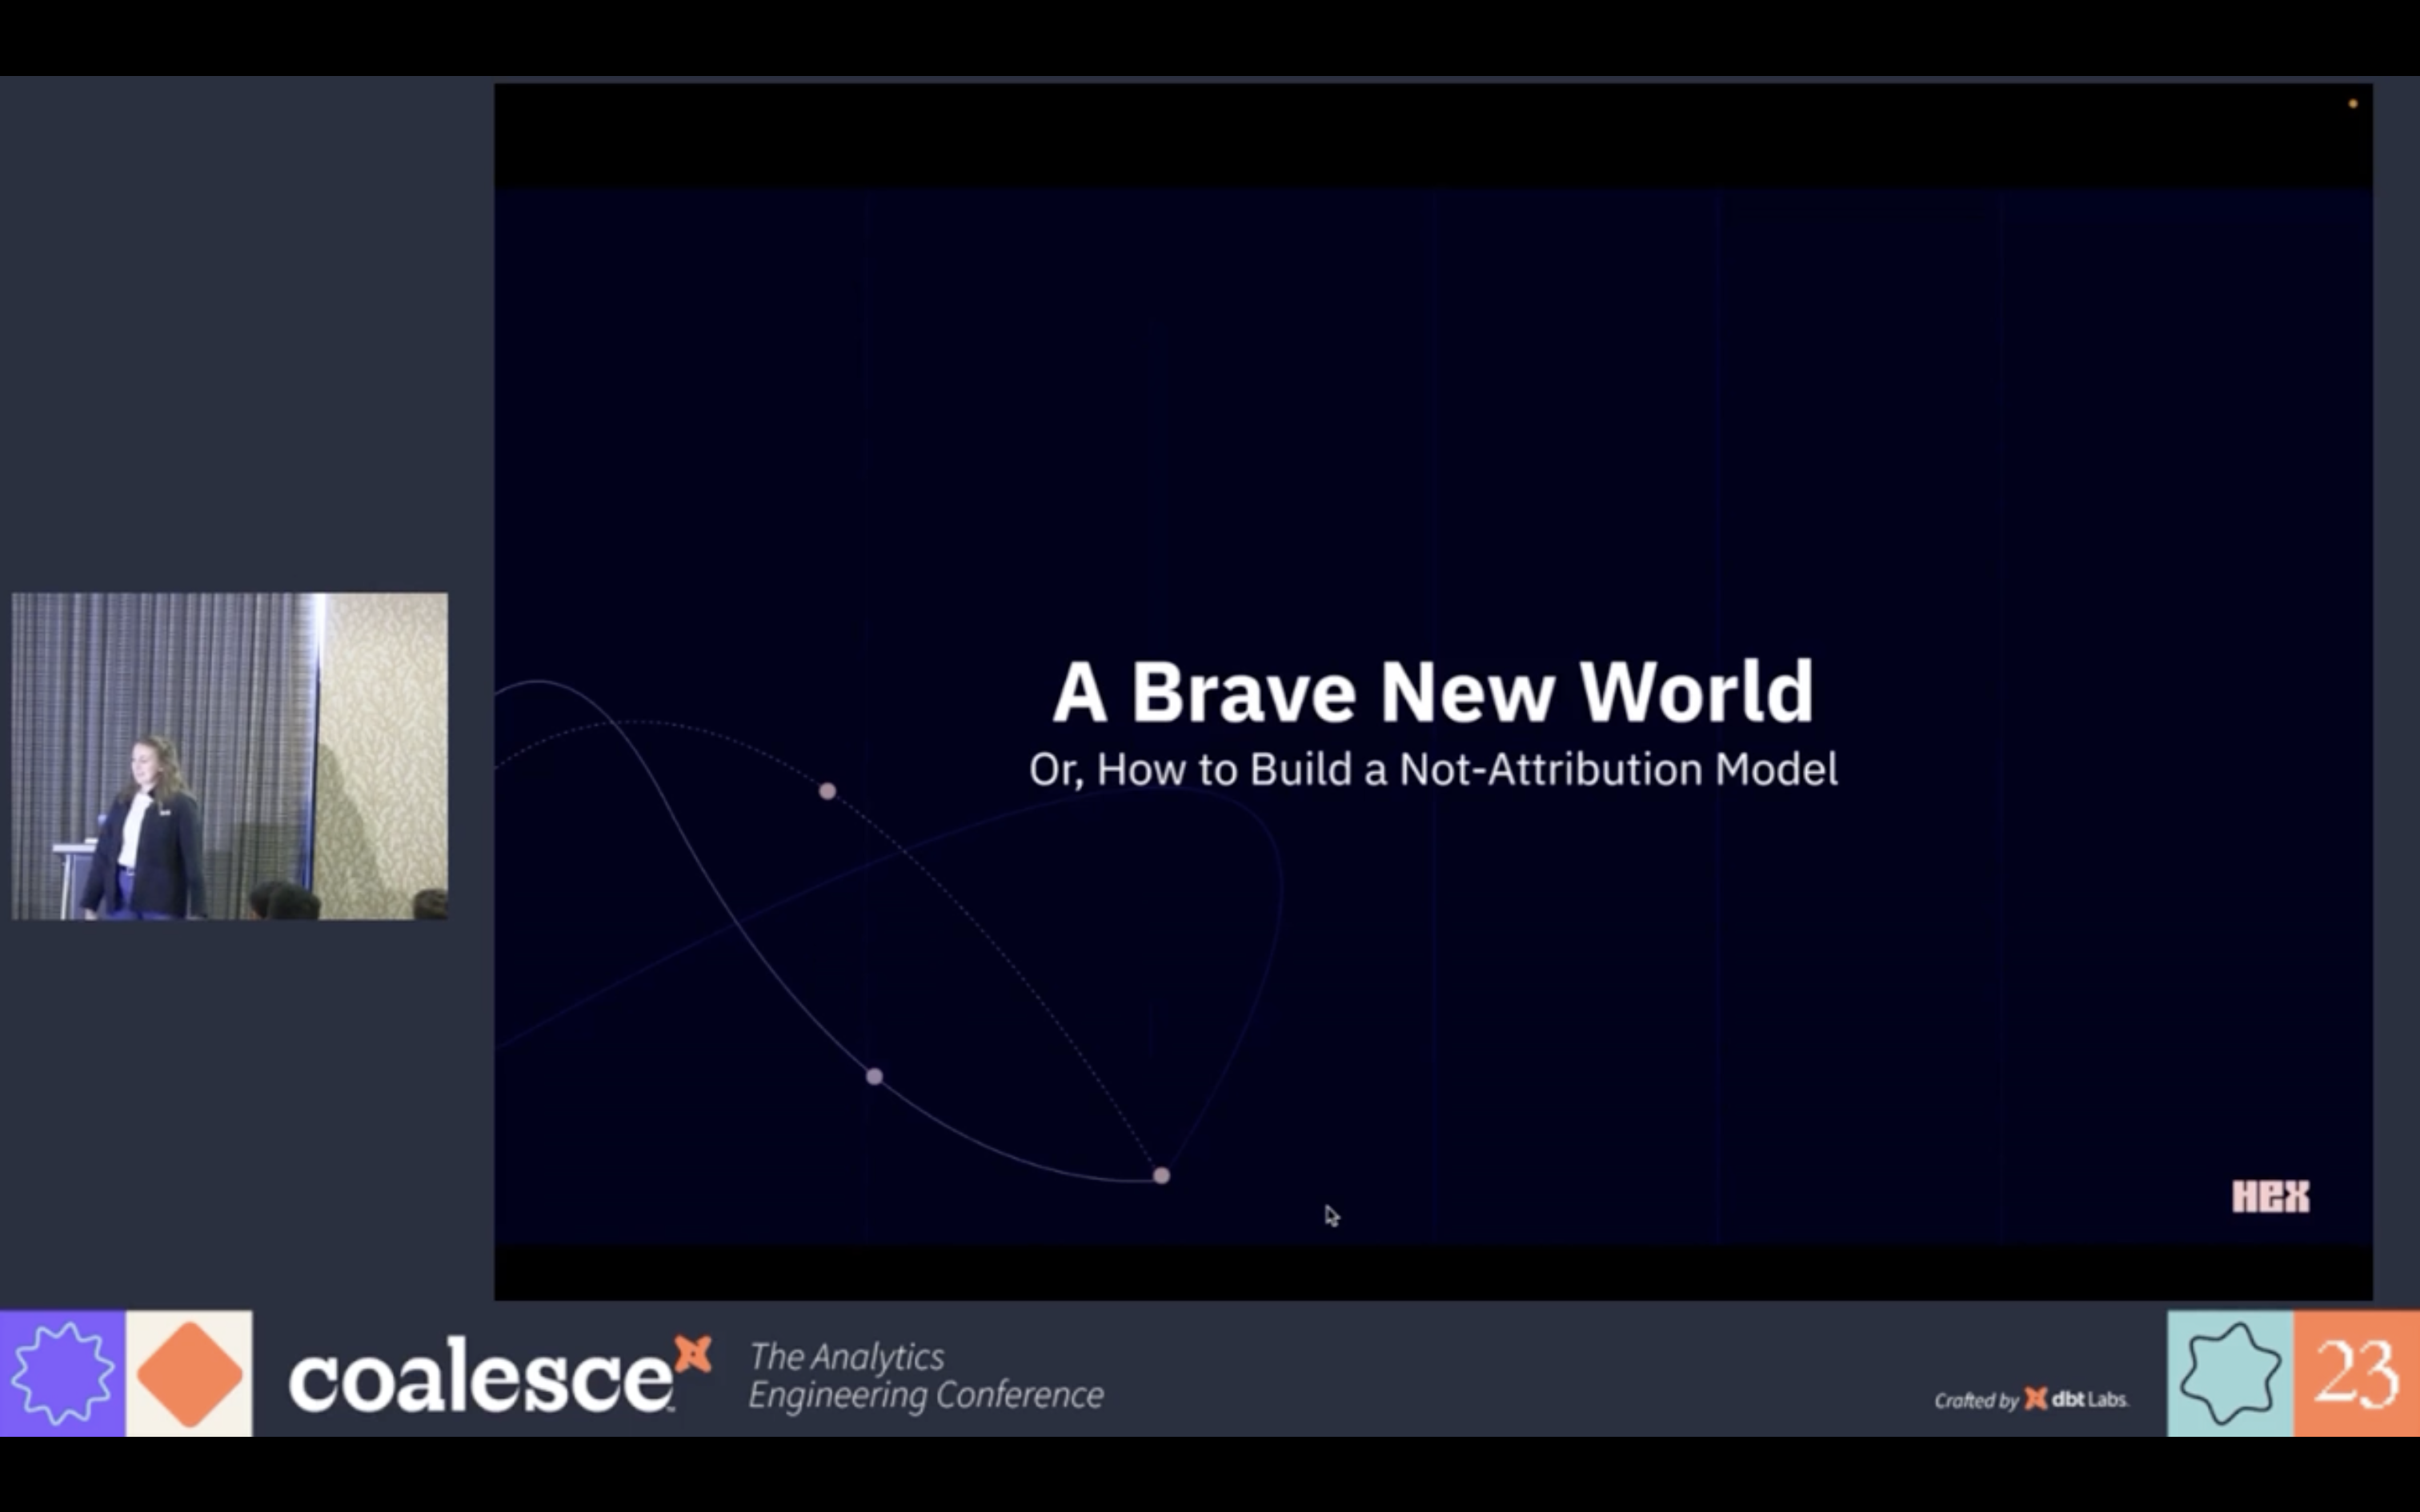 A Brave New World
Or, How to Build a Not-Attribution Model
HEX
coalesce
The Analytics
Engineering Conference
Crafted by dbt Labs
23